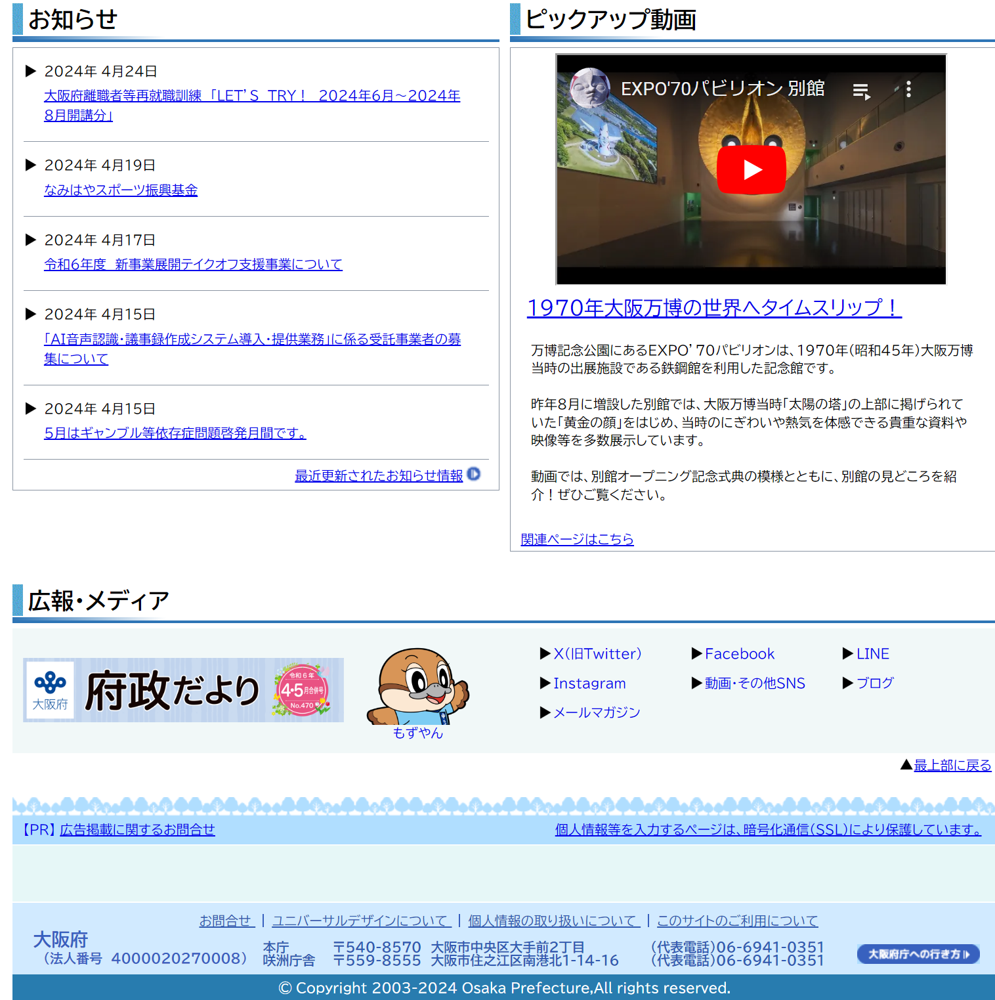 お知らせ
2024年 4月24日
大阪府離職者等再就職訓練 「LET’S TRY！ 2024年6月～2024年
8月開講分」
2024年 4月19日
なみはやスポーツ振興基金
2024年 4月17日
令和6年度 新事業展開テイクオフ支援事業について
2024年 4月15日
「AI音声認識・議事録作成システム導入・提供業務」に係る受託事業者の募
集について
2024年 4月15日
5月はギャンブル等依存症問題啓発月間です。
最近更新されたお知らせ情報
ピックアップ動画
EXPO'70パビリオン 別館
1970年大阪万博の世界へタイムスリップ！
万博記念公園にあるEXPO’70パビリオンは、1970年（昭和45年）大阪万博
当時の出展施設である鉄鋼館を利用した記念館です。
昨年8月に増設した別館では、大阪万博当時「太陽の塔」の上部に掲げられて
いた「黄金の顔」をはじめ、当時のにぎわいや熱気を体感できる貴重な資料や
映像等を多数展示しています。
動画では、別館オープニング記念式典の模様とともに、別館の見どころを紹
介！ぜひご覧ください。
関連ページはこちら
広報・メディア
大阪府
府政だより
令和6年
4・5月合併号
No.470
もずやん
▶X（旧Twitter）
▶Facebook
▶LINE
▶Instagram
▶動画・その他SNS
▶ブログ
▶メールマガジン
▲最上部に戻る
【PR】広告掲載に関するお問合せ
個人情報等を入力するページは、暗号化通信（SSL）により保護しています。
お問合せ | ユニバーサルデザインについて | 個人情報の取り扱いについて | このサイトのご利用について
大阪府
（法人番号 4000020270008）
本庁 〒540-8570 大阪市中央区大手前2丁目 （代表電話）06-6941-0351
咲洲庁舎 〒559-8555 大阪市住之江区南港北1-14-16 （代表電話）06-6941-0351
大阪府庁への行き方
© Copyright 2003-2024 Osaka Prefecture,All rights reserved.